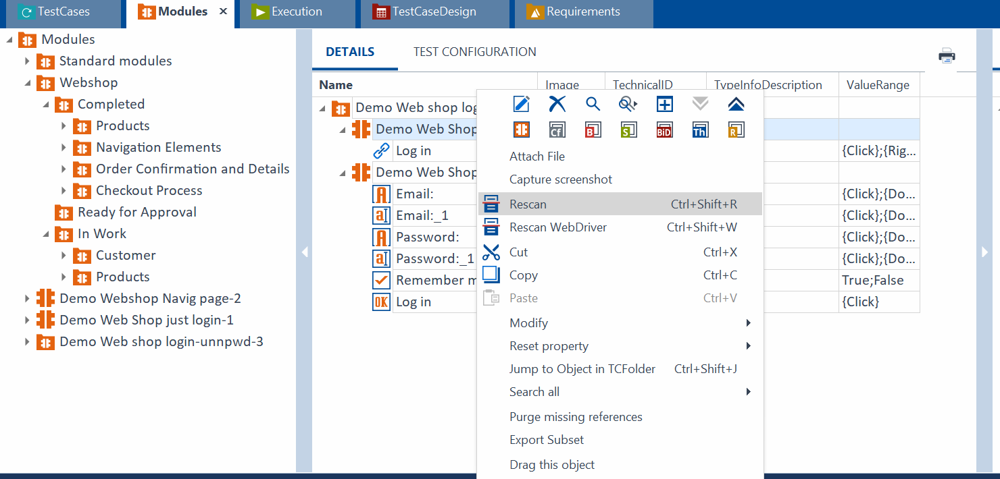 TestCases
Modules ×
Execution
TestCaseDesign
Requirements
Modules
Standard modules
Webshop
Completed
Products
Navigation Elements
Order Confirmation and Details
Checkout Process
Ready for Approval
In Work
Customer
Products
Demo Webshop Navig page-2
Demo Web Shop just login-1
Demo Web shop login-unnpwd-3
DETAILS
TEST CONFIGURATION
Name Image TechnicalID TypeInfoDescription ValueRange
Demo Web shop log
Demo Web Shop
Log in {Click};{Rig...
Demo Web Shop
Email: {Click};{Do...
Email:_1 {Click};{Do...
Password: {Click};{Do...
Password:_1 {Click};{Do...
Remember m True;False
Log in {Click}
Cf B S BiD Th R
Attach File
Capture screenshot
Rescan Ctrl+Shift+R
Rescan WebDriver Ctrl+Shift+W
Cut Ctrl+X
Copy Ctrl+C
Paste Ctrl+V
Modify
Reset property
Jump to Object in TCFolder Ctrl+Shift+J
Search all
Purge missing references
Export Subset
Drag this object